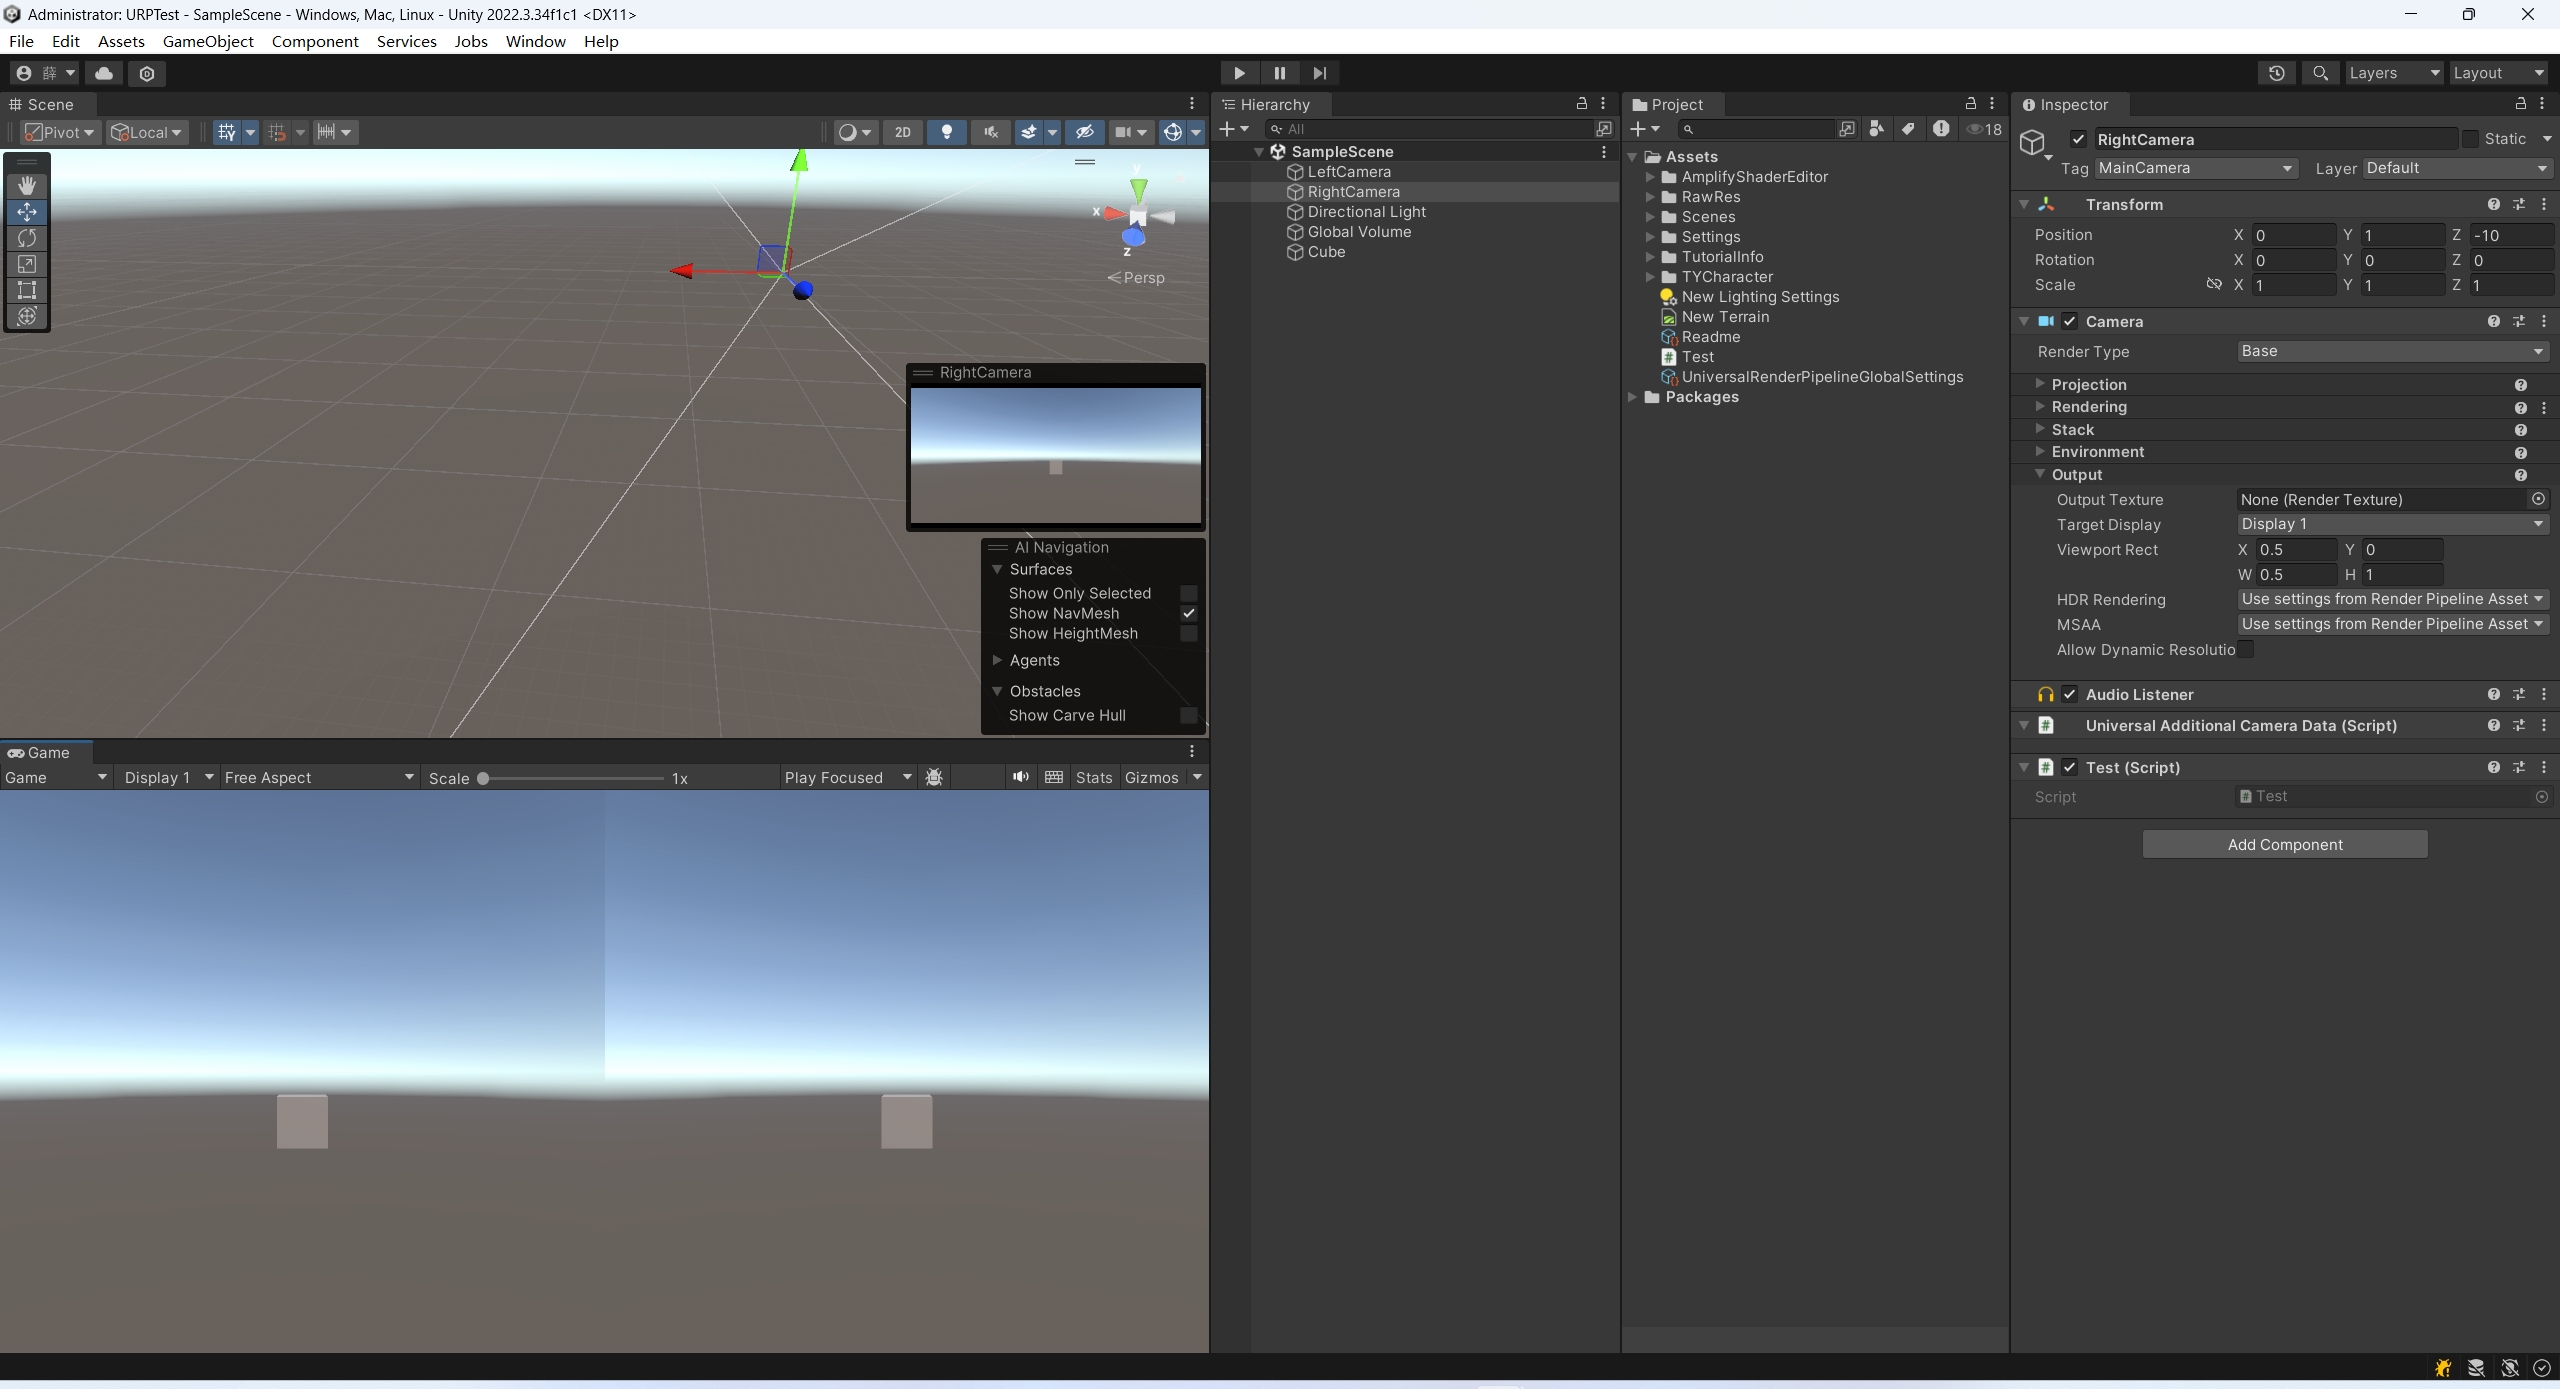 Administrator: URPTest - SampleScene - Windows, Mac, Linux - Unity 2022.3.34f1c1 <DX11>
File Edit Assets GameObject Component Services Jobs Window Help
薛 Layers Layout
Scene
Pivot Local 2D
y
x
z
Persp
RightCamera
AI Navigation
Surfaces
Show Only Selected
Show NavMesh
Show HeightMesh
Agents
Obstacles
Show Carve Hull
Game
Game Display 1 Free Aspect Scale 1x Play Focused Stats Gizmos
Hierarchy
All
SampleScene
LeftCamera
RightCamera
Directional Light
Global Volume
Cube
Project
18
Assets
AmplifyShaderEditor
RawRes
Scenes
Settings
TutorialInfo
TYCharacter
New Lighting Settings
New Terrain
Readme
Test
UniversalRenderPipelineGlobalSettings
Packages
Inspector
RightCamera Static
Tag MainCamera Layer Default
Transform
Position X 0 Y 1 Z -10
Rotation X 0 Y 0 Z 0
Scale X 1 Y 1 Z 1
Camera
Render Type Base
Projection
Rendering
Stack
Environment
Output
Output Texture None (Render Texture)
Target Display Display 1
Viewport Rect X 0.5 Y 0
W 0.5 H 1
HDR Rendering Use settings from Render Pipeline Asset
MSAA Use settings from Render Pipeline Asset
Allow Dynamic Resolutio
Audio Listener
Universal Additional Camera Data (Script)
Test (Script)
Script Test
Add Component